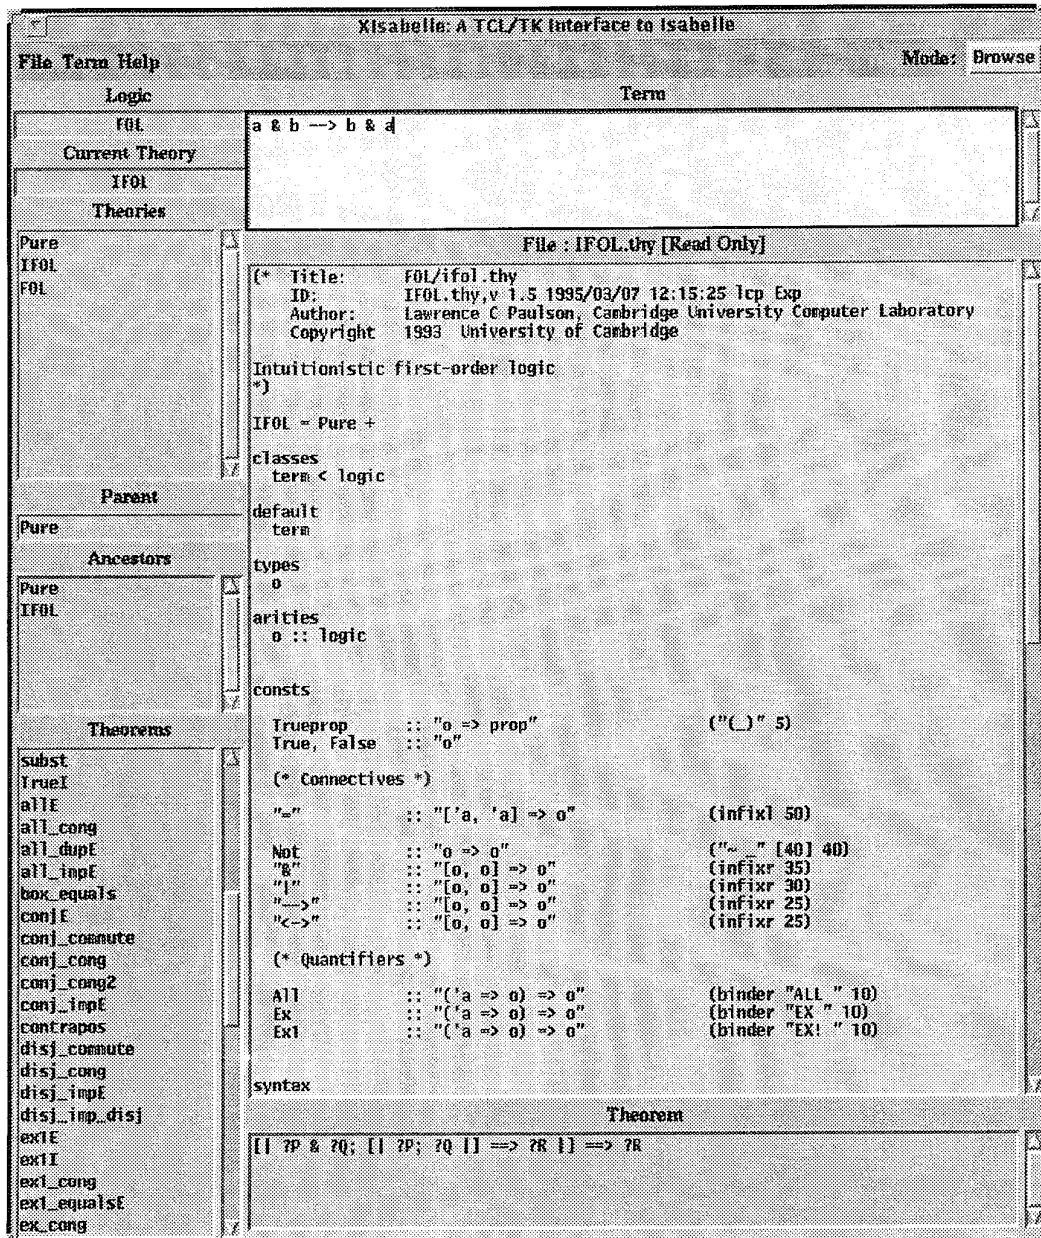 XIsabelle: A TCL/TK Interface to Isabelle
File Term Help
Mode: Browse
Logic
FOL
Current Theory
IFOL
Theories
Pure
IFOL
FOL
Parent
Pure
Ancestors
Pure
IFOL
Theorems
subst
TrueI
allE
all_cong
all_dupE
all_impE
box_equals
conjE
conj_commute
conj_cong
conj_cong2
conj_impE
contrapos
disj_commute
disj_cong
disj_impE
disj_imp_disj
ex1E
ex1I
ex1_cong
ex1_equalsE
ex_cong
Term
a & b --> b & a
File : IFOL.thy [Read Only]
(*  Title:      FOL/ifol.thy
    ID:         IFOL.thy,v 1.5 1995/03/07 12:15:25 lcp Exp
    Author:     Lawrence C Paulson, Cambridge University Computer Laboratory
    Copyright   1993  University of Cambridge
Intuitionistic first-order logic
*)
IFOL = Pure +
classes
  term < logic
default
  term
types
  o
arities
  o :: logic
consts
  Trueprop      :: "o => prop"                  ("(_)" 5)
  True, False   :: "o"
  (* Connectives *)
  "="           :: "['a, 'a] => o"              (infixl 50)
  Not           :: "o => o"                     ("~ _" [40] 40)
  "&"           :: "[o, o] => o"                (infixr 35)
  "|"           :: "[o, o] => o"                (infixr 30)
  "-->"         :: "[o, o] => o"                (infixr 25)
  "<->"         :: "[o, o] => o"                (infixr 25)
  (* Quantifiers *)
  All           :: "('a => o) => o"             (binder "ALL " 10)
  Ex            :: "('a => o) => o"             (binder "EX " 10)
  Ex1           :: "('a => o) => o"             (binder "EX! " 10)
syntax
Theorem
[| ?P & ?Q; [| ?P; ?Q |] ==> ?R |] ==> ?R